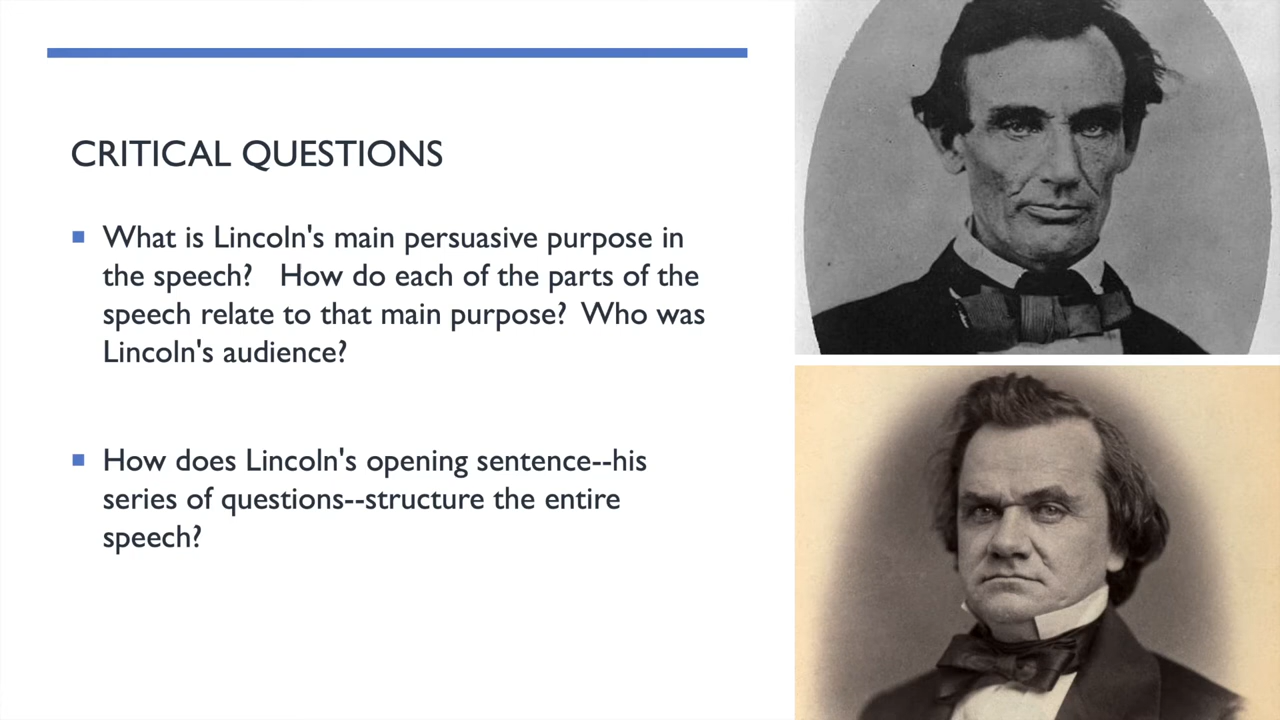 CRITICAL QUESTIONS
What is Lincoln's main persuasive purpose in
the speech? How do each of the parts of the
speech relate to that main purpose? Who was
Lincoln's audience?
How does Lincoln's opening sentence--his
series of questions--structure the entire
speech?